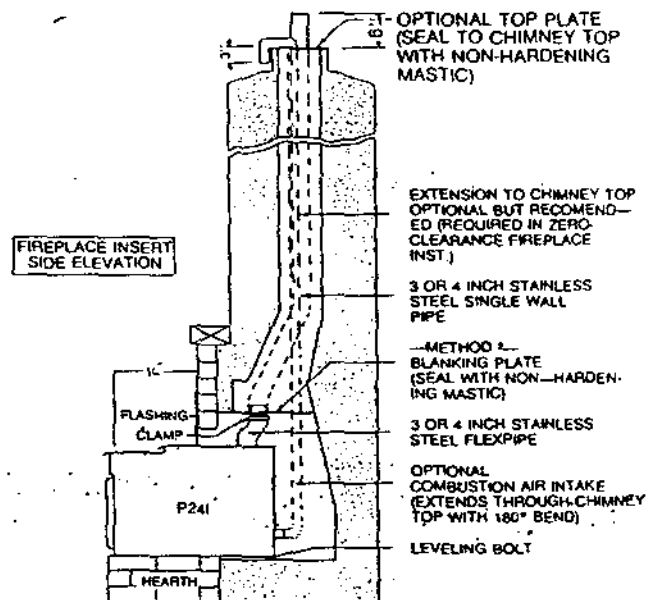 OPTIONAL TOP PLATE
(SEAL TO CHIMNEY TOP
WITH NON-HARDENING
MASTIC)
EXTENSION TO CHIMNEY TOP
OPTIONAL BUT RECOMEND—
ED (REQUIRED IN ZERO-
CLEARANCE FIREPLACE
INST.)
FIREPLACE INSERT
SIDE ELEVATION
3 OR 4 INCH STAINLESS
STEEL SINGLE WALL
PIPE
—METHOD
BLANKING PLATE
(SEAL WITH NON—HARDEN-
ING MASTIC)
FLASHING
CLAMP
3 OR 4 INCH STAINLESS
STEEL FLEXPIPE
OPTIONAL
COMBUSTION AIR INTAKE
(EXTENDS THROUGH CHIMNEY
TOP WITH 180° BEND)
P24I
LEVELING BOLT
HEARTH